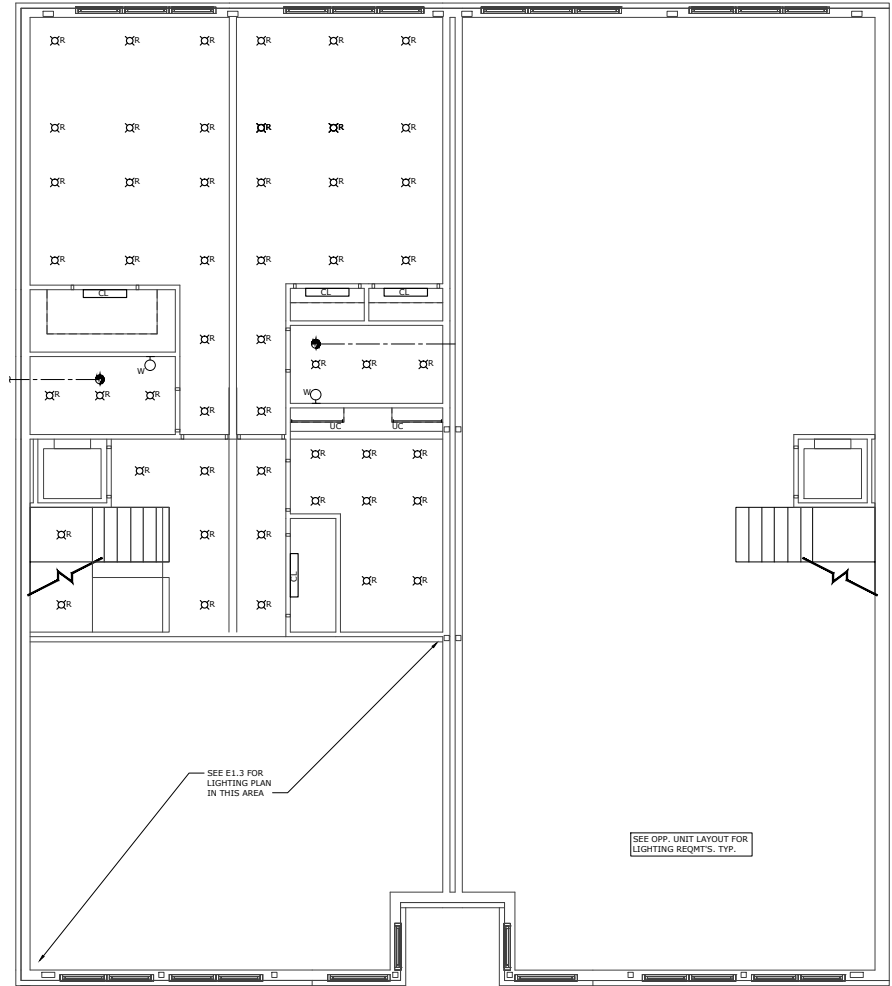 R R R R R R
R R R R R R
R R R R R R
R R R R R R
CL CL CL
R R
W R R R
R R R W
R R
UC UC
R R R
R R R
R R R
R R R
CL R R
R R R
SEE E1.3 FOR
LIGHTING PLAN
IN THIS AREA
SEE OPP. UNIT LAYOUT FOR
LIGHTING REQMT'S. TYP.